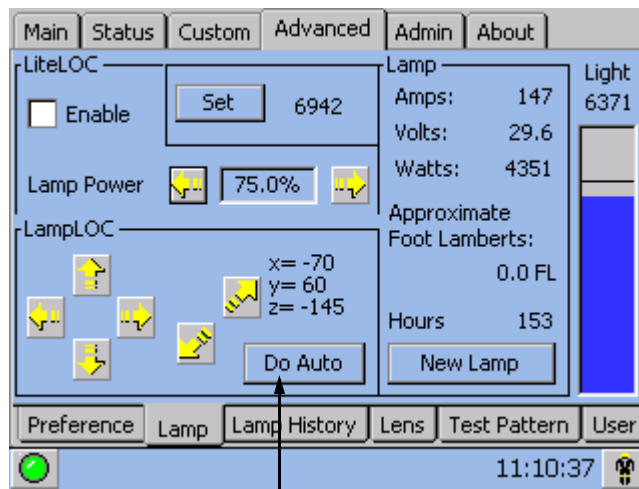 Main Status Custom Advanced Admin About
LiteLOC
Enable
Set 6942
Lamp Power 75.0%
LampLOC
x= -70
y= 60
z= -145
Do Auto
Lamp
Amps: 147
Volts: 29.6
Watts: 4351
Approximate
Foot Lamberts:
0.0 FL
Hours 153
New Lamp
Light
6371
Preference Lamp Lamp History Lens Test Pattern User
11:10:37